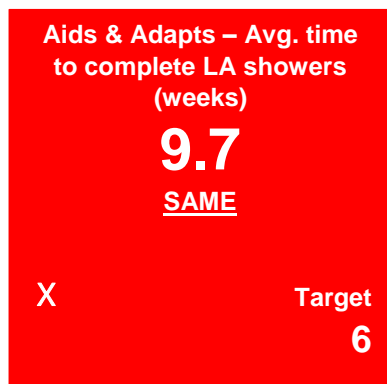 Aids & Adapts – Avg. time
to complete LA showers
(weeks)
9.7
SAME
X Target
6